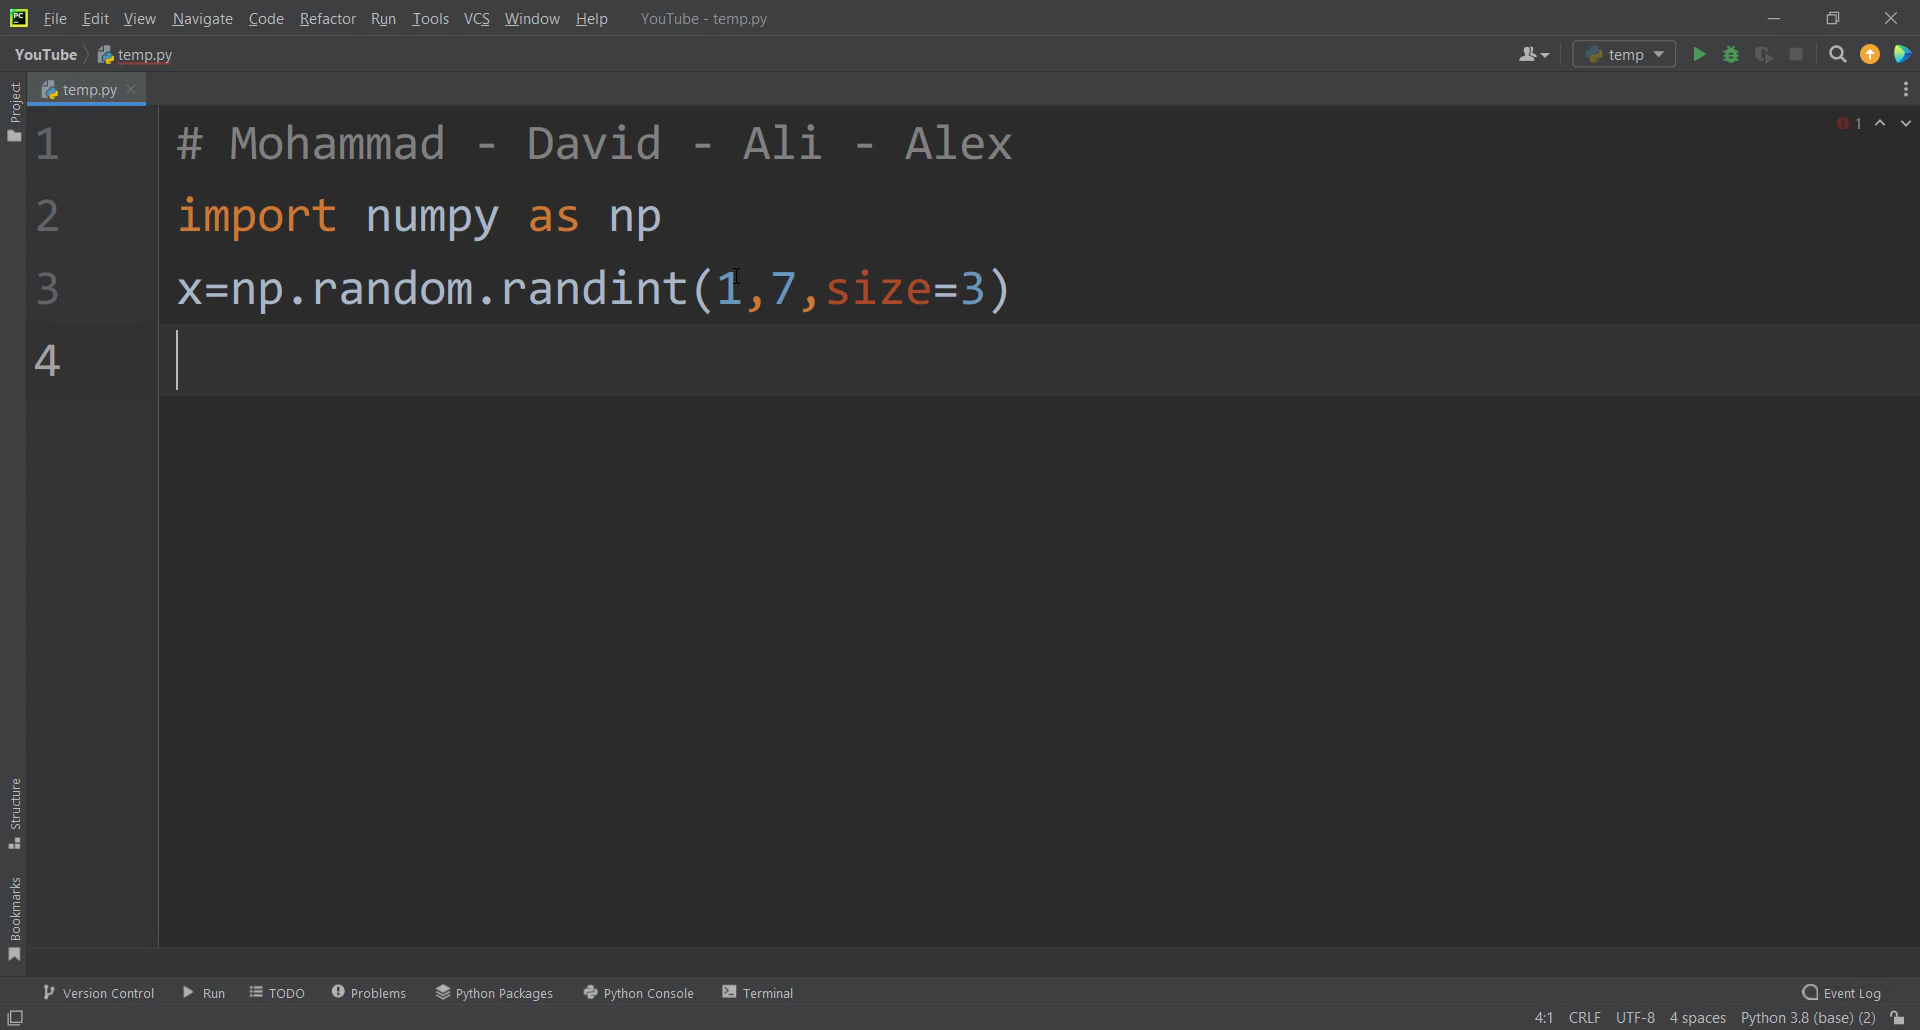 File Edit View Navigate Code Refactor Run Tools VCS Window Help YouTube - temp.py
YouTube temp.py temp
temp.py
Project
1 # Mohammad - David - Ali - Alex
1
2 import numpy as np
3 x=np.random.randint(1,7,size=3)
4
Structure
Bookmarks
Version Control Run TODO Problems Python Packages Python Console Terminal Event Log
4:1 CRLF UTF-8 4 spaces Python 3.8 (base) (2)